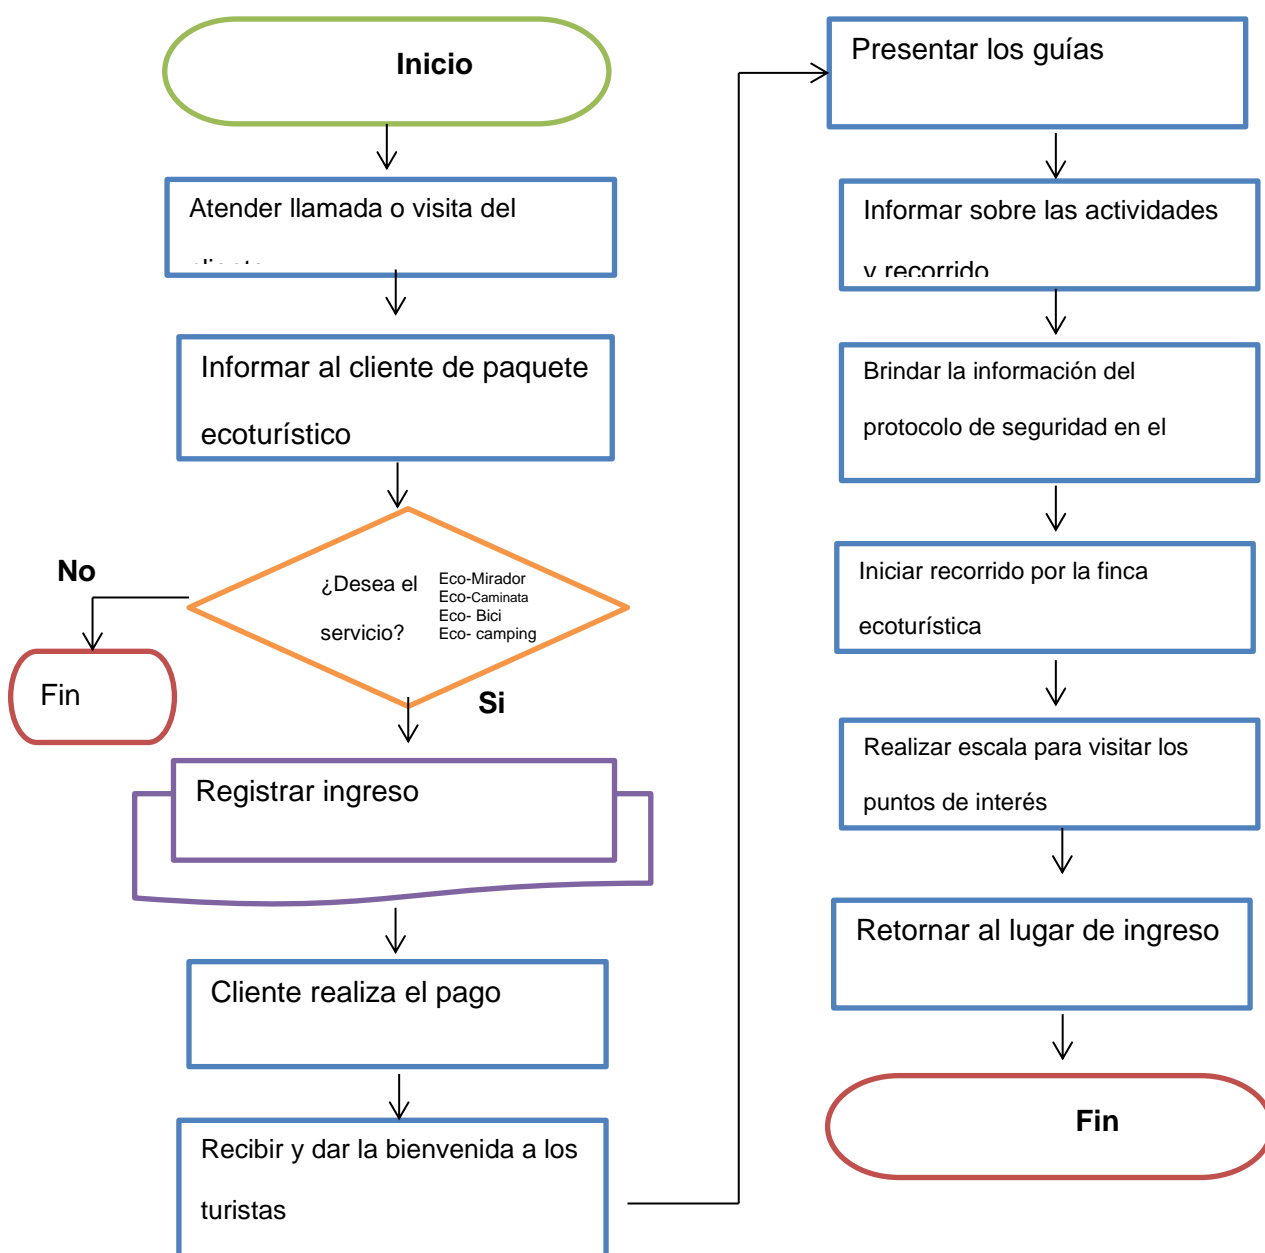 Inicio
Atender llamada o visita del
Informar al cliente de paquete
ecoturístico
¿Desea el
servicio?
Eco-Mirador
Eco-Caminata
Eco- Bici
Eco- camping
No
Fin
Si
Registrar ingreso
Cliente realiza el pago
Recibir y dar la bienvenida a los
turistas
Presentar los guías
Informar sobre las actividades
y recorrido
Brindar la información del
protocolo de seguridad en el
Iniciar recorrido por la finca
ecoturística
Realizar escala para visitar los
puntos de interés
Retornar al lugar de ingreso
Fin